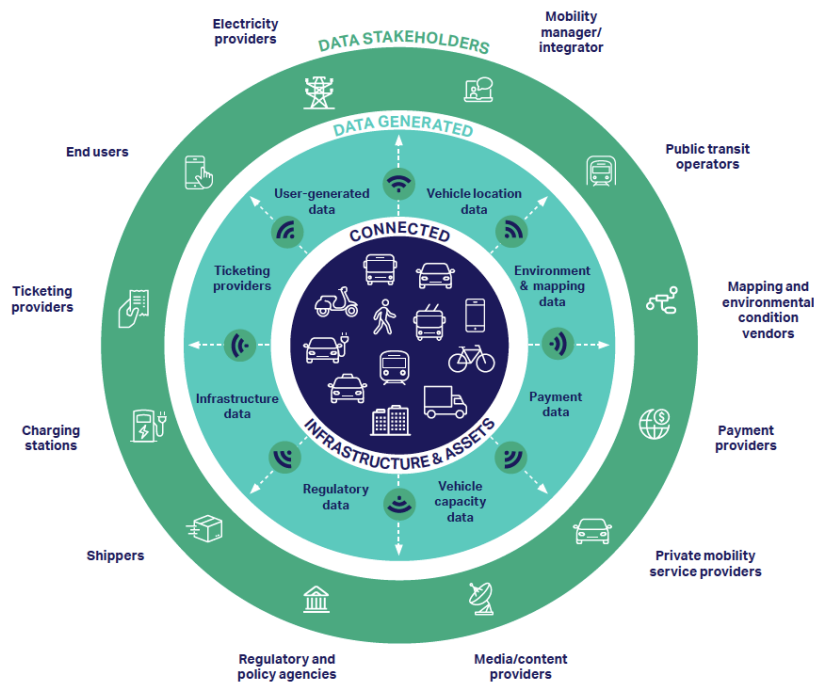 Electricity
providers
DATA STAKEHOLDERS
Mobility
manager/
integrator
End users
DATA GENERATED
Public transit
operators
User-generated
data
Vehicle location
data
CONNECTED
Ticketing
providers
Ticketing
providers
Environment
& mapping
data
Mapping and
environmental
condition
vendors
Charging
stations
Infrastructure
data
Payment
data
Payment
providers
INFRASTRUCTURE & ASSETS
Regulatory
data
Vehicle
capacity
data
Shippers
Private mobility
service providers
Regulatory and
policy agencies
Media/content
providers